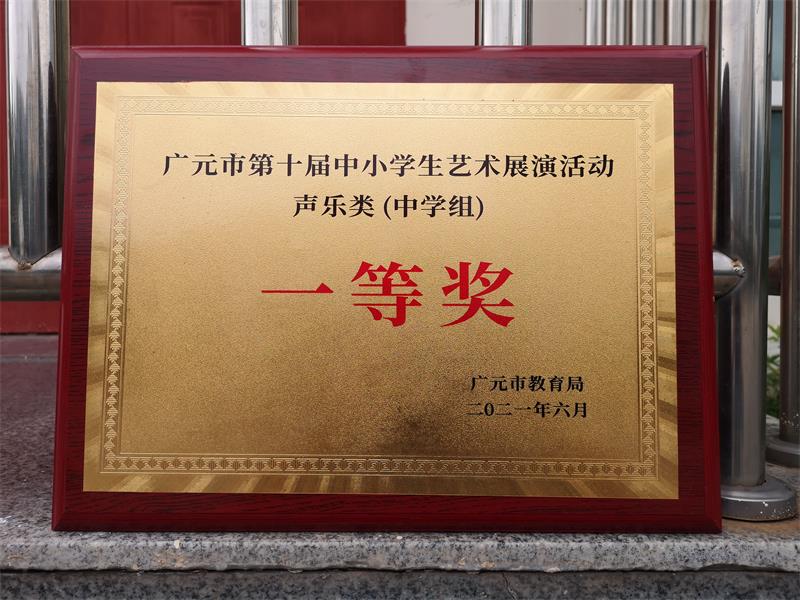 广元市第十届中小学生艺术展演活动
声乐类(中学组)
一等奖
广元市教育局
二〇二一年六月